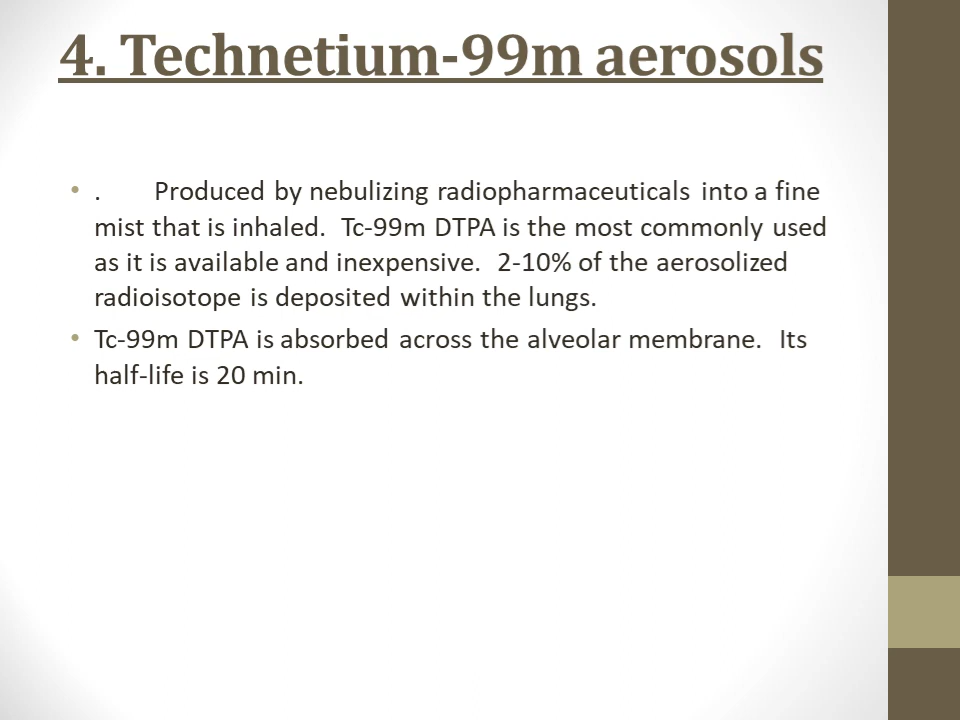 4. Technetium-99m aerosols
• . Produced by nebulizing radiopharmaceuticals into a fine
mist that is inhaled. Tc-99m DTPA is the most commonly used
as it is available and inexpensive. 2-10% of the aerosolized
radioisotope is deposited within the lungs.
• Tc-99m DTPA is absorbed across the alveolar membrane. Its
half-life is 20 min.